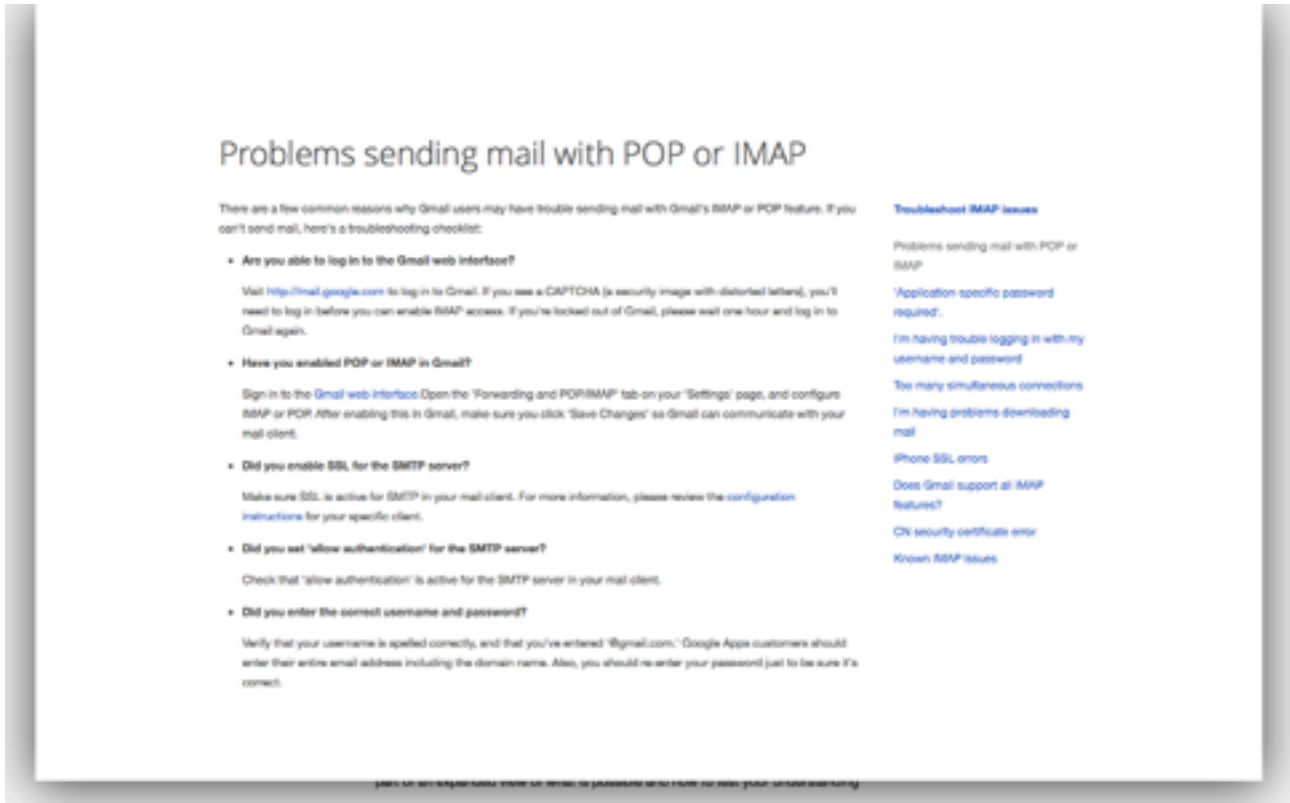 Problems sending mail with POP or IMAP
There are a few common reasons why Gmail users may have trouble sending mail with Gmail's IMAP or POP feature. If you
can't send mail, here's a troubleshooting checklist:
• Are you able to log in to the Gmail web interface?
Visit http://mail.google.com to log in to Gmail. If you see a CAPTCHA (a security image with distorted letters), you'll
need to log in before you can enable IMAP access. If you're locked out of Gmail, please wait one hour and log in to
Gmail again.
• Have you enabled POP or IMAP in Gmail?
Sign in to the Gmail web interface.Open the 'Forwarding and POP/IMAP' tab on your 'Settings' page, and configure
IMAP or POP. After enabling this in Gmail, make sure you click 'Save Changes' so Gmail can communicate with your
mail client.
• Did you enable SSL for the SMTP server?
Make sure SSL is active for SMTP in your mail client. For more information, please review the configuration
instructions for your specific client.
• Did you set 'allow authentication' for the SMTP server?
Check that 'allow authentication' is active for the SMTP server in your mail client.
• Did you enter the correct username and password?
Verify that your username is spelled correctly, and that you've entered '@gmail.com.' Google Apps customers should
enter their entire email address including the domain name. Also, you should re-enter your password just to be sure it's
correct.
Troubleshoot IMAP issues
Problems sending mail with POP or
IMAP
'Application-specific password
required'.
I'm having trouble logging in with my
username and password
Too many simultaneous connections
I'm having problems downloading
mail
iPhone SSL errors
Does Gmail support all IMAP
features?
CN security certificate error
Known IMAP issues
part of an expanded view of what is possible and how to test your understanding